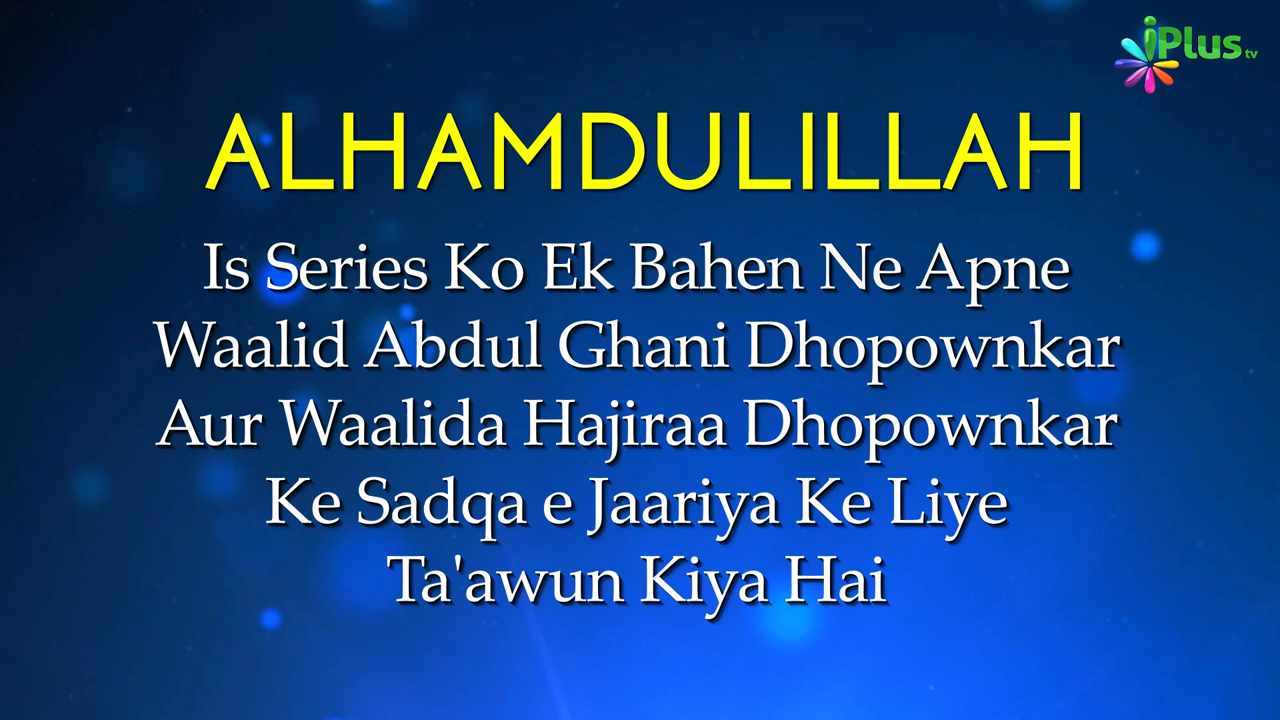 iPlus tv
ALHAMDULILLAH
Is Series Ko Ek Bahen Ne Apne
Waalid Abdul Ghani Dhopownkar
Aur Waalida Hajiraa Dhopownkar
Ke Sadqa e Jaariya Ke Liye
Ta'awun Kiya Hai